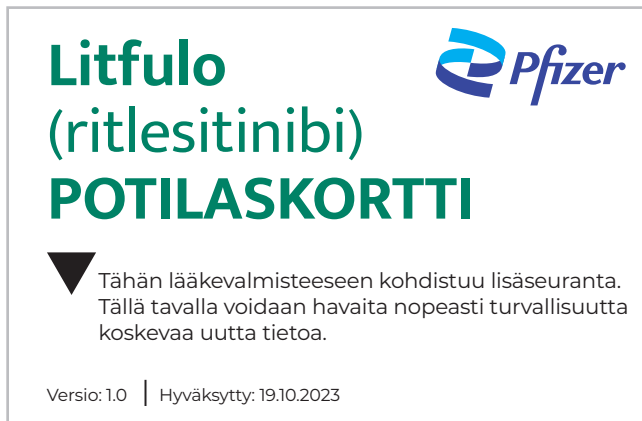 Litfulo
Pfizer
(ritlesitinibi)
POTILASKORTTI
Tähän lääkevalmisteeseen kohdistuu lisäseuranta.
Tällä tavalla voidaan havaita nopeasti turvallisuutta
koskevaa uutta tietoa.
Versio: 1.0 | Hyväksytty: 19.10.2023